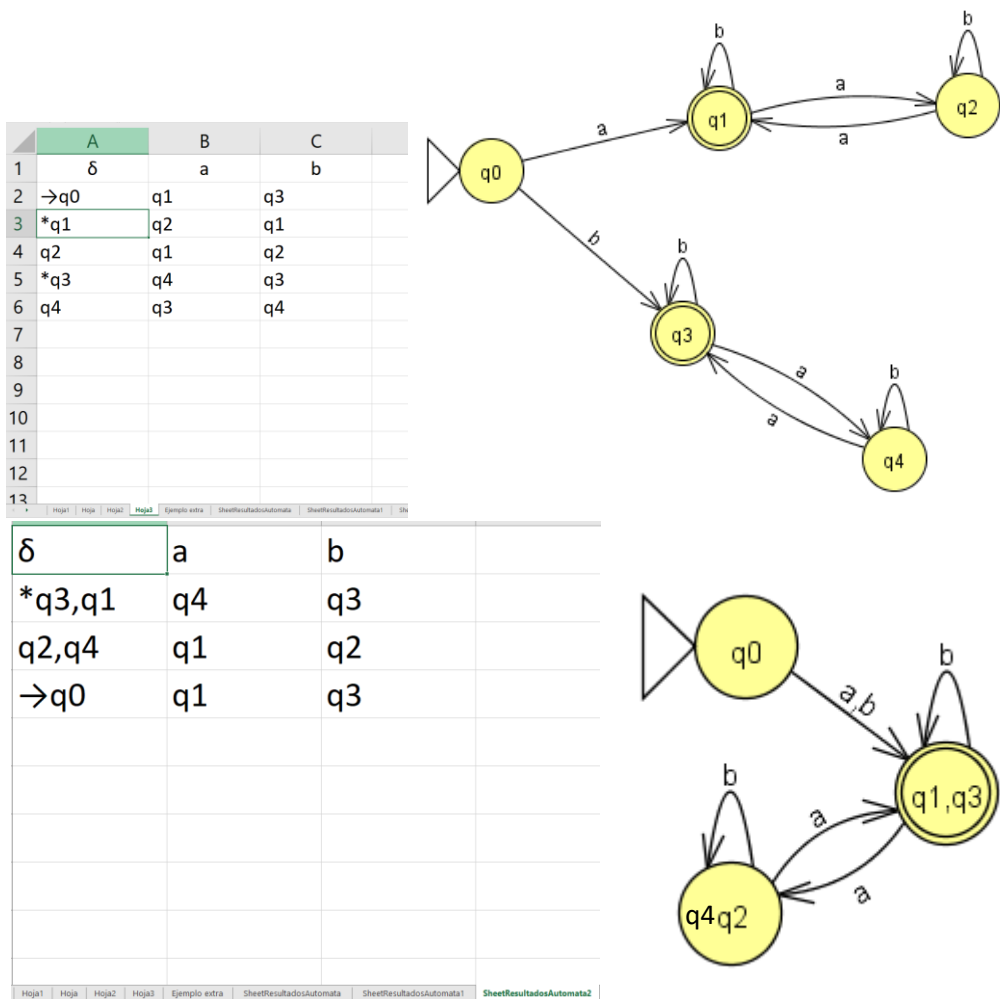 A B C
1 δ a b
2 →q0 q1 q3
3 *q1 q2 q1
4 q2 q1 q2
5 *q3 q4 q3
6 q4 q3 q4
7
8
9
10
11
12
13
Hoja1 Hoja Hoja2 Hoja3 Ejemplo extra SheetResultadosAutomata SheetResultadosAutomata1 She
b
b
a
q2
q1
a
a
q0
b
b
q3
a
b
a
q4
δ a b
*q3,q1 q4 q3
q2,q4 q1 q2
→q0 q1 q3
Hoja1 Hoja Hoja2 Hoja3 Ejemplo extra SheetResultadosAutomata SheetResultadosAutomata1 SheetResultadosAutomata2
q0
b
a,b
b
q1,q3
a
a
q4q2